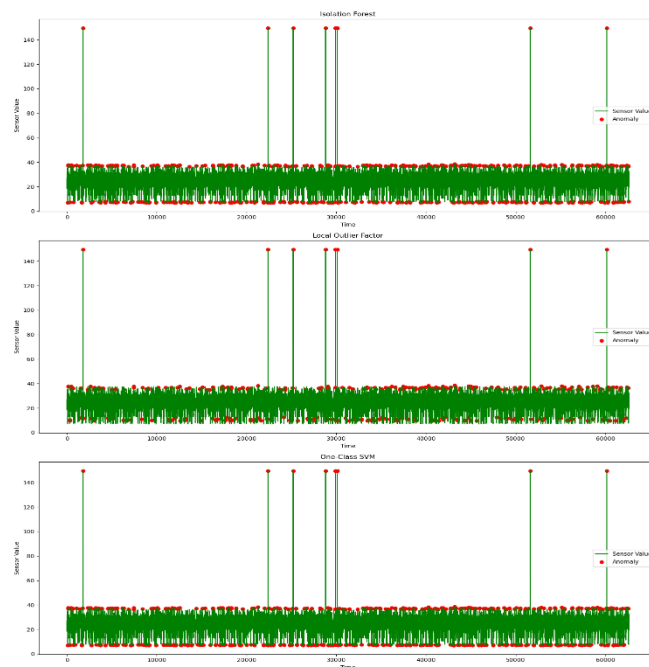 Isolation Forest
140
120
100
80
60
40
20
0
Sensor Value
Sensor Value
Anomaly
0 10000 20000 30000 40000 50000 60000
Time
Local Outlier Factor
140
120
100
80
60
40
20
0
Sensor Value
Sensor Value
Anomaly
0 10000 20000 30000 40000 50000 60000
Time
One-Class SVM
140
120
100
80
60
40
20
0
Sensor Value
Sensor Value
Anomaly
0 10000 20000 30000 40000 50000 60000
Time